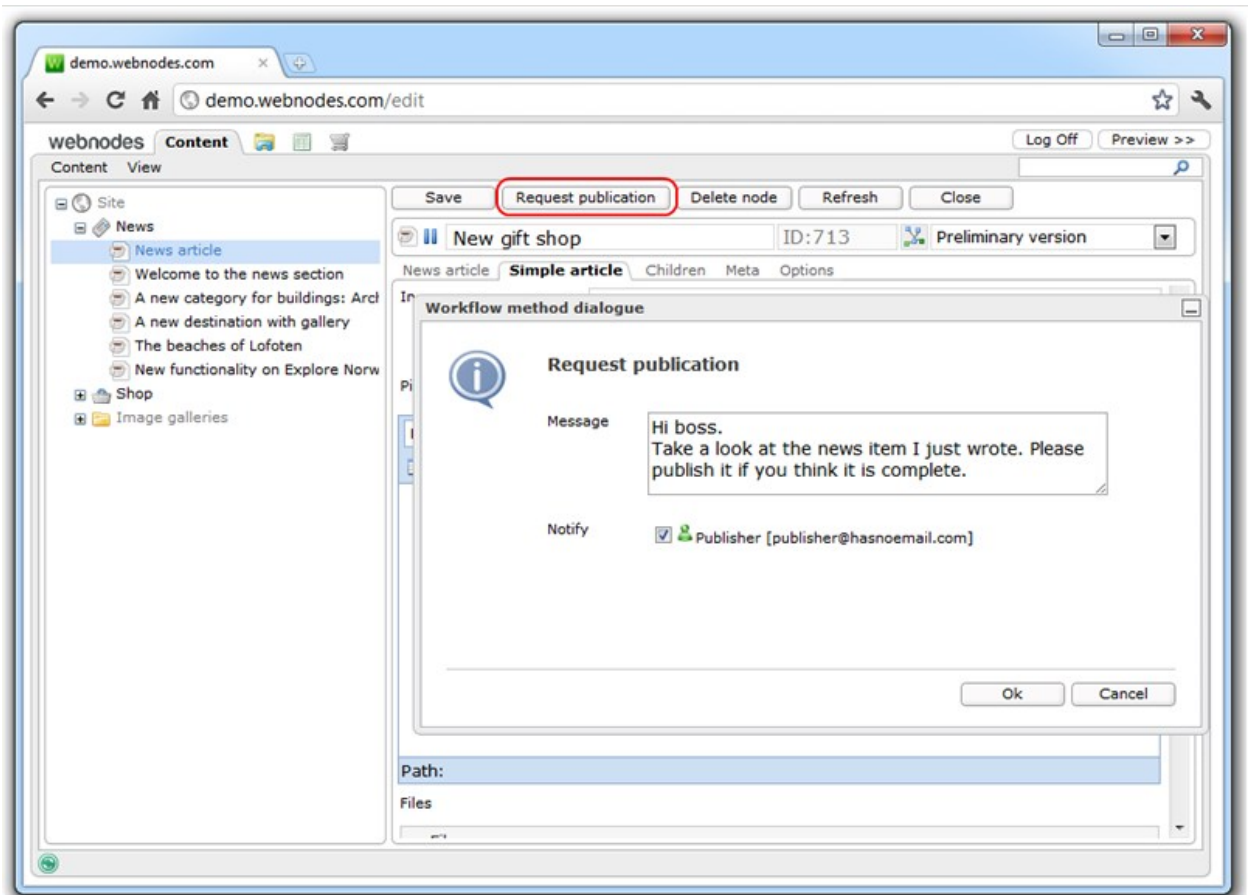 demo.webnodes.com
demo.webnodes.com/edit
webnodes Content Log Off Preview >>
Content View
Save Request publication Delete node Refresh Close
Site
News
News article
Welcome to the news section
A new category for buildings: Arch
A new destination with gallery
The beaches of Lofoten
New functionality on Explore Norw
Shop
Image galleries
New gift shop ID:713 Preliminary version
News article Simple article Children Meta Options
Workflow method dialogue
Request publication
Message
Hi boss.
Take a look at the news item I just wrote. Please
publish it if you think it is complete.
Notify Publisher [publisher@hasnoemail.com]
Ok Cancel
Path:
Files